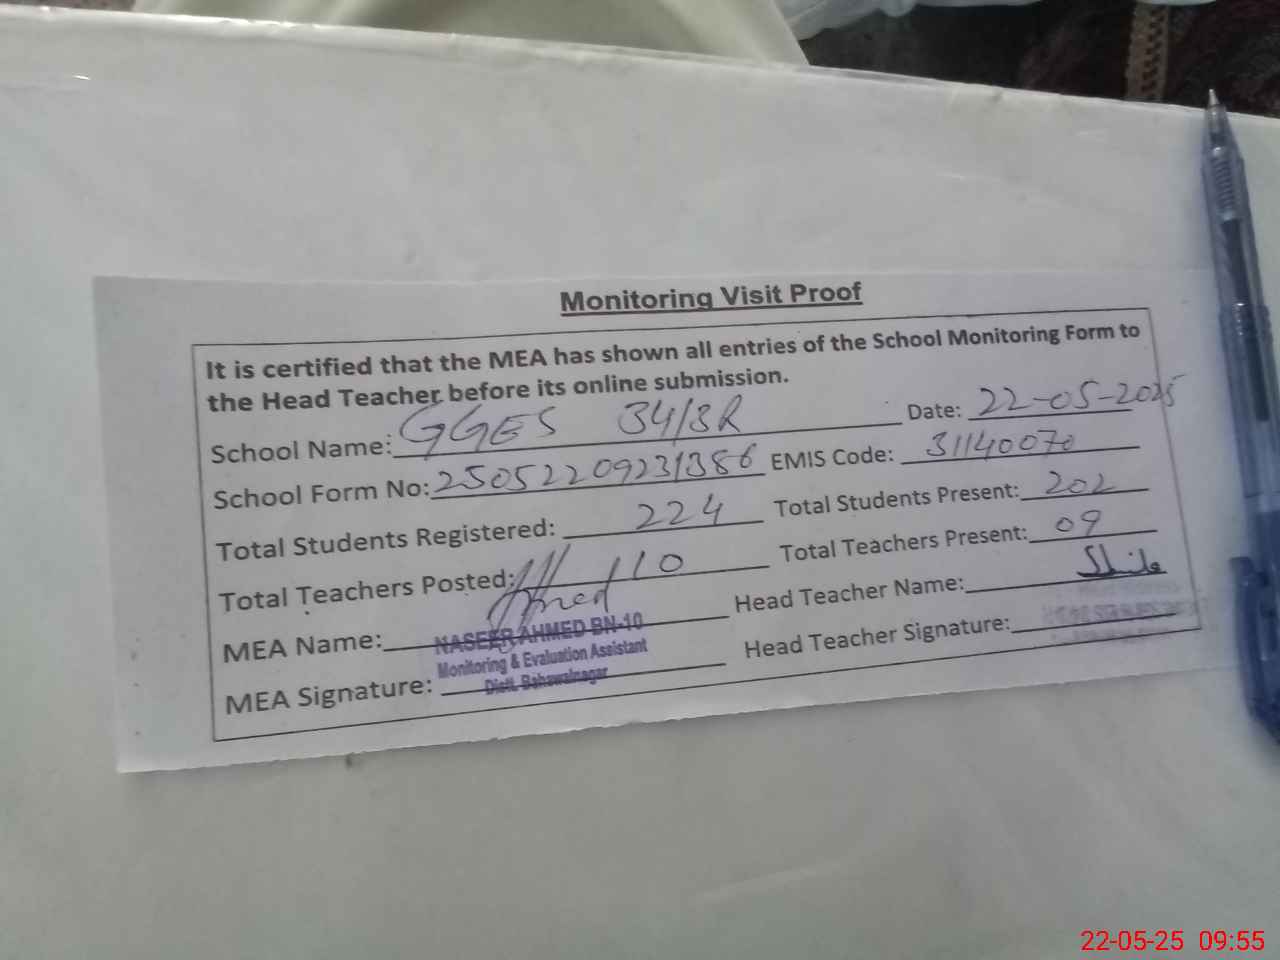 Monitoring Visit Proof
It is certified that the MEA has shown all entries of the School Monitoring Form to
the Head Teacher before its online submission.
School Name: GGES 34/3R Date: 22-05-2025
School Form No: 25052209231386 EMIS Code: 31140070
Total Students Registered: 224 Total Students Present: 202
Total Teachers Posted: 10 Total Teachers Present: 09
MEA Name: Head Teacher Name:
NASEER AHMED BN-10
Monitoring & Evaluation Assistant
MEA Signature: Head Teacher Signature:
Distt. Bahawalnagar
22-05-25 09:55